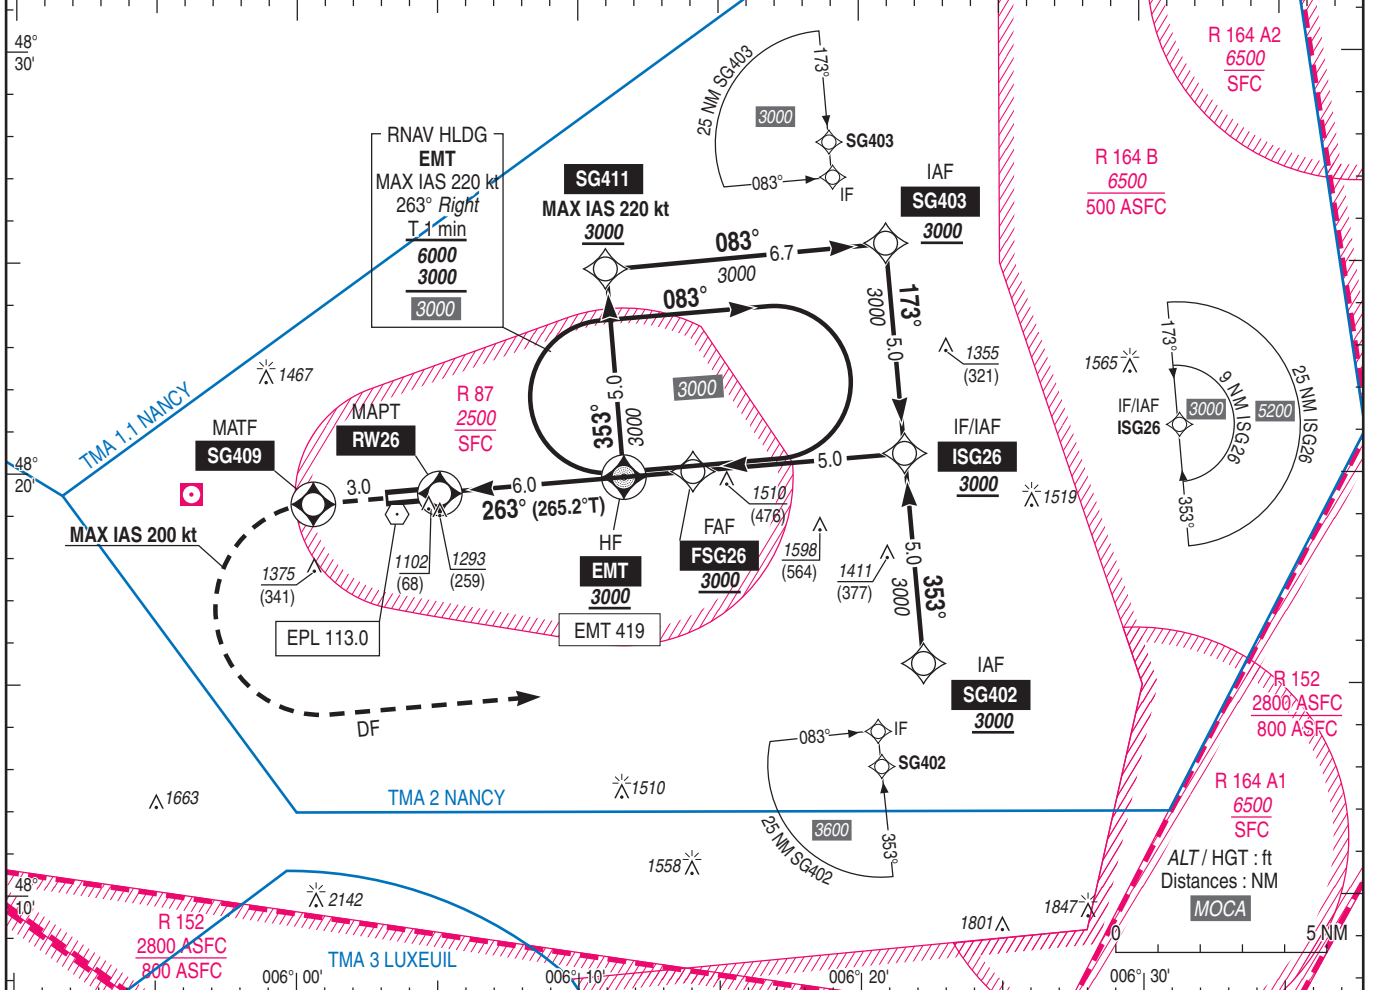 48°
30'
RNAV HLDG
EMT
MAX IAS 220 kt
263° Right
T 1 min
6000
3000
3000
25 NM SG403
173°
3000
SG403
083°
IF
R 164 A2
6500
SFC
R 164 B
6500
500 ASFC
SG411
MAX IAS 220 kt
3000
IAF
SG403
3000
083°
6.7
3000
083°
173°
3000
5.0
1355
(321)
1467
TMA 1.1 NANCY
R 87
2500
SFC
3000
353°
5.0
3000
1565
173°
IF/IAF
ISG26
3000
9 NM ISG26
5200
25 NM ISG26
353°
MATF
SG409
MAPT
RW26
IF/IAF
ISG26
3000
5.0
48°
20'
3.0
6.0
263° (265.2°T)
1510
(476)
1519
MAX IAS 200 kt
1375
(341)
1102
(68)
1293
(259)
HF
EMT
3000
EMT 419
FAF
FSG26
3000
1598
(564)
1411
(377)
5.0
3000
353°
EPL 113.0
IAF
SG402
3000
DF
R 152
2800 ASFC
800 ASFC
083°
IF
SG402
3600
25 NM SG402
353°
R 164 A1
6500
SFC
1663
TMA 2 NANCY
1510
1558
ALT / HGT : ft
Distances : NM
MOCA
0
5 NM
48°
10'
2142
1801
1847
R 152
2800 ASFC
800 ASFC
TMA 3 LUXEUIL
006° 00'
006° 10'
006° 20'
006° 30'